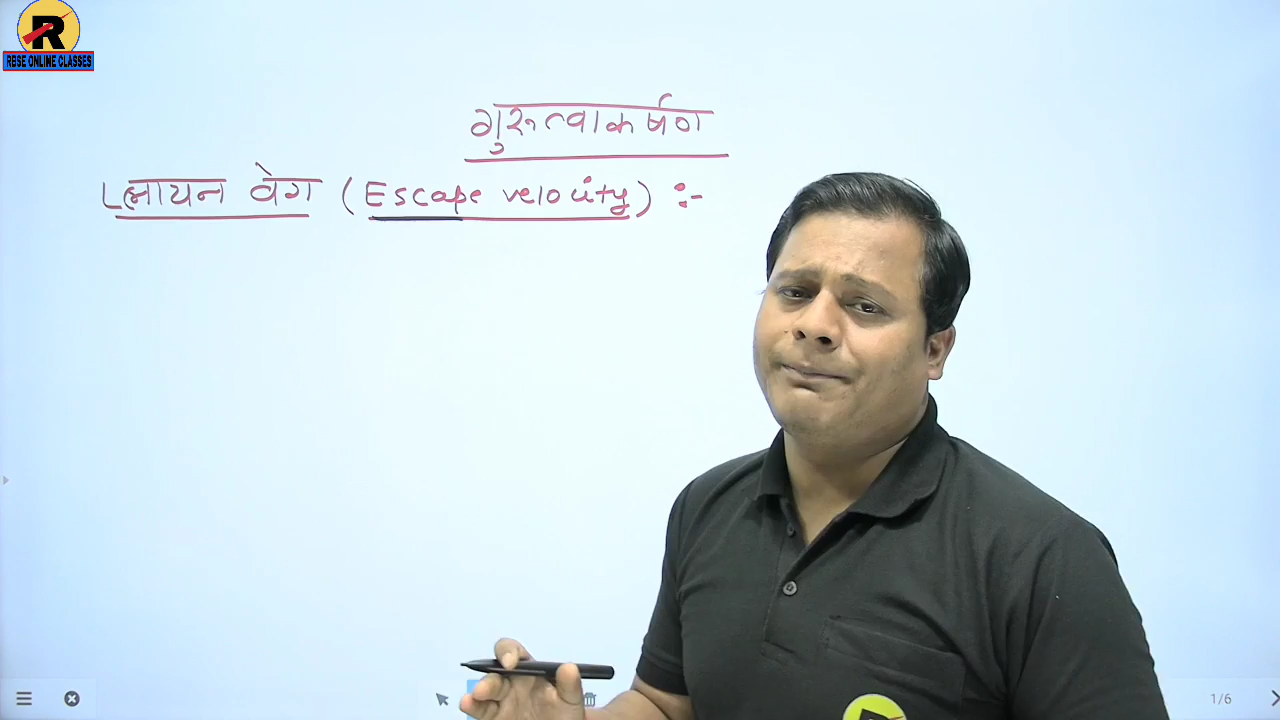 R
RBSE ONLINE CLASSES
गुरुत्वाकर्षण
पलायन वेग (Escape velocity) :-
1/6